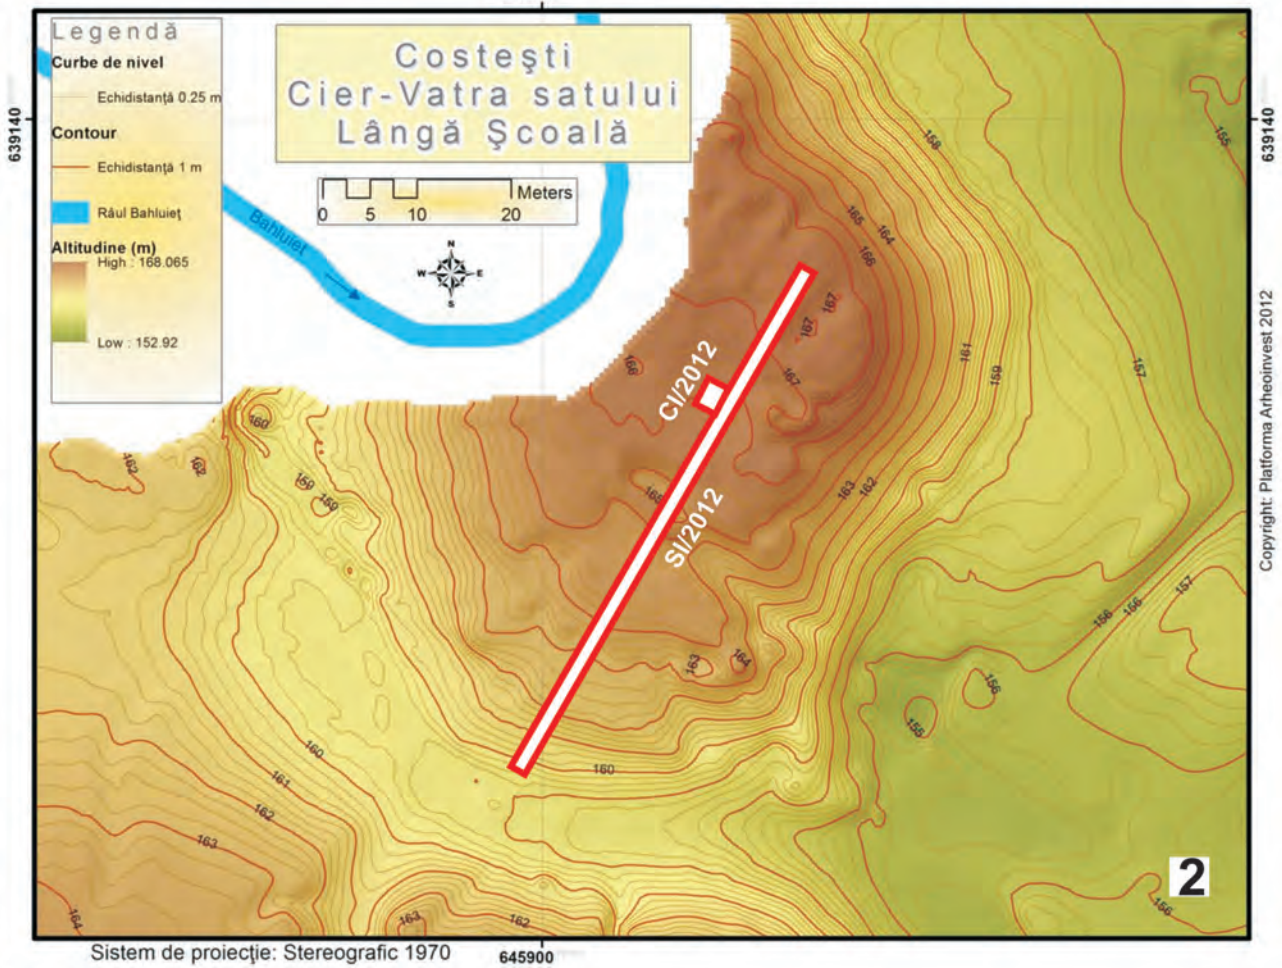 Legendă
Curbe de nivel
Echidistanță 0.25 m
Contour
Echidistanță 1 m
Râul Bahluieț
Altitudine (m)
High : 168.065
Low : 152.92
Costești
Cier-Vatra satului
Lângă Școală
Meters
0 5 10 20
N
W E
S
Bahluieț
639140
639140
158
155
165
164
166
167
167
161
159
157
166
167
CI/2012
160
162
162
159
159
165
SI/2012
163
162
157
156
156
163
164
156
155
160
160
161
162
163
164
163
162
156
2
Copyright: Platforma Arheoinvest 2012
Sistem de proiecție: Stereografic 1970
645900